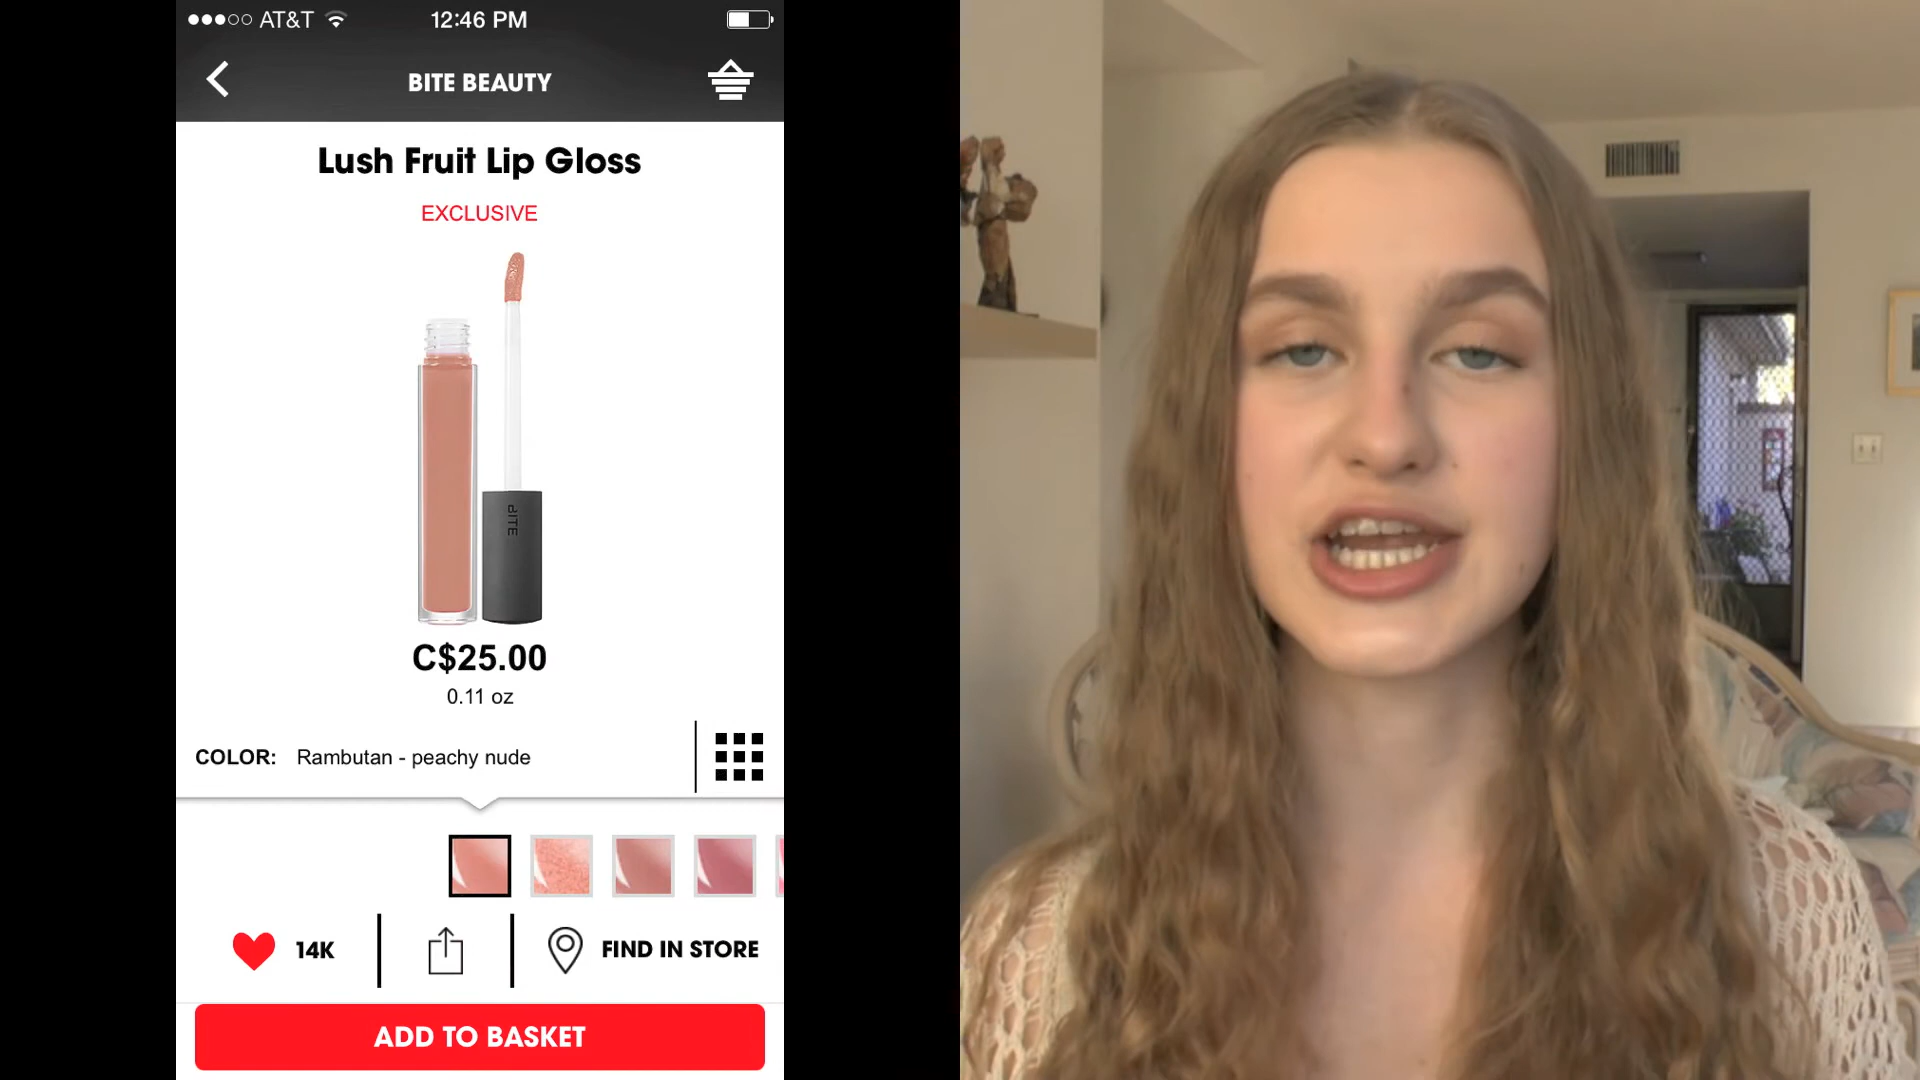 AT&T 12:46 PM
BITE BEAUTY
Lush Fruit Lip Gloss
EXCLUSIVE
BITE
C$25.00
0.11 oz
COLOR: Rambutan - peachy nude
14K FIND IN STORE
ADD TO BASKET